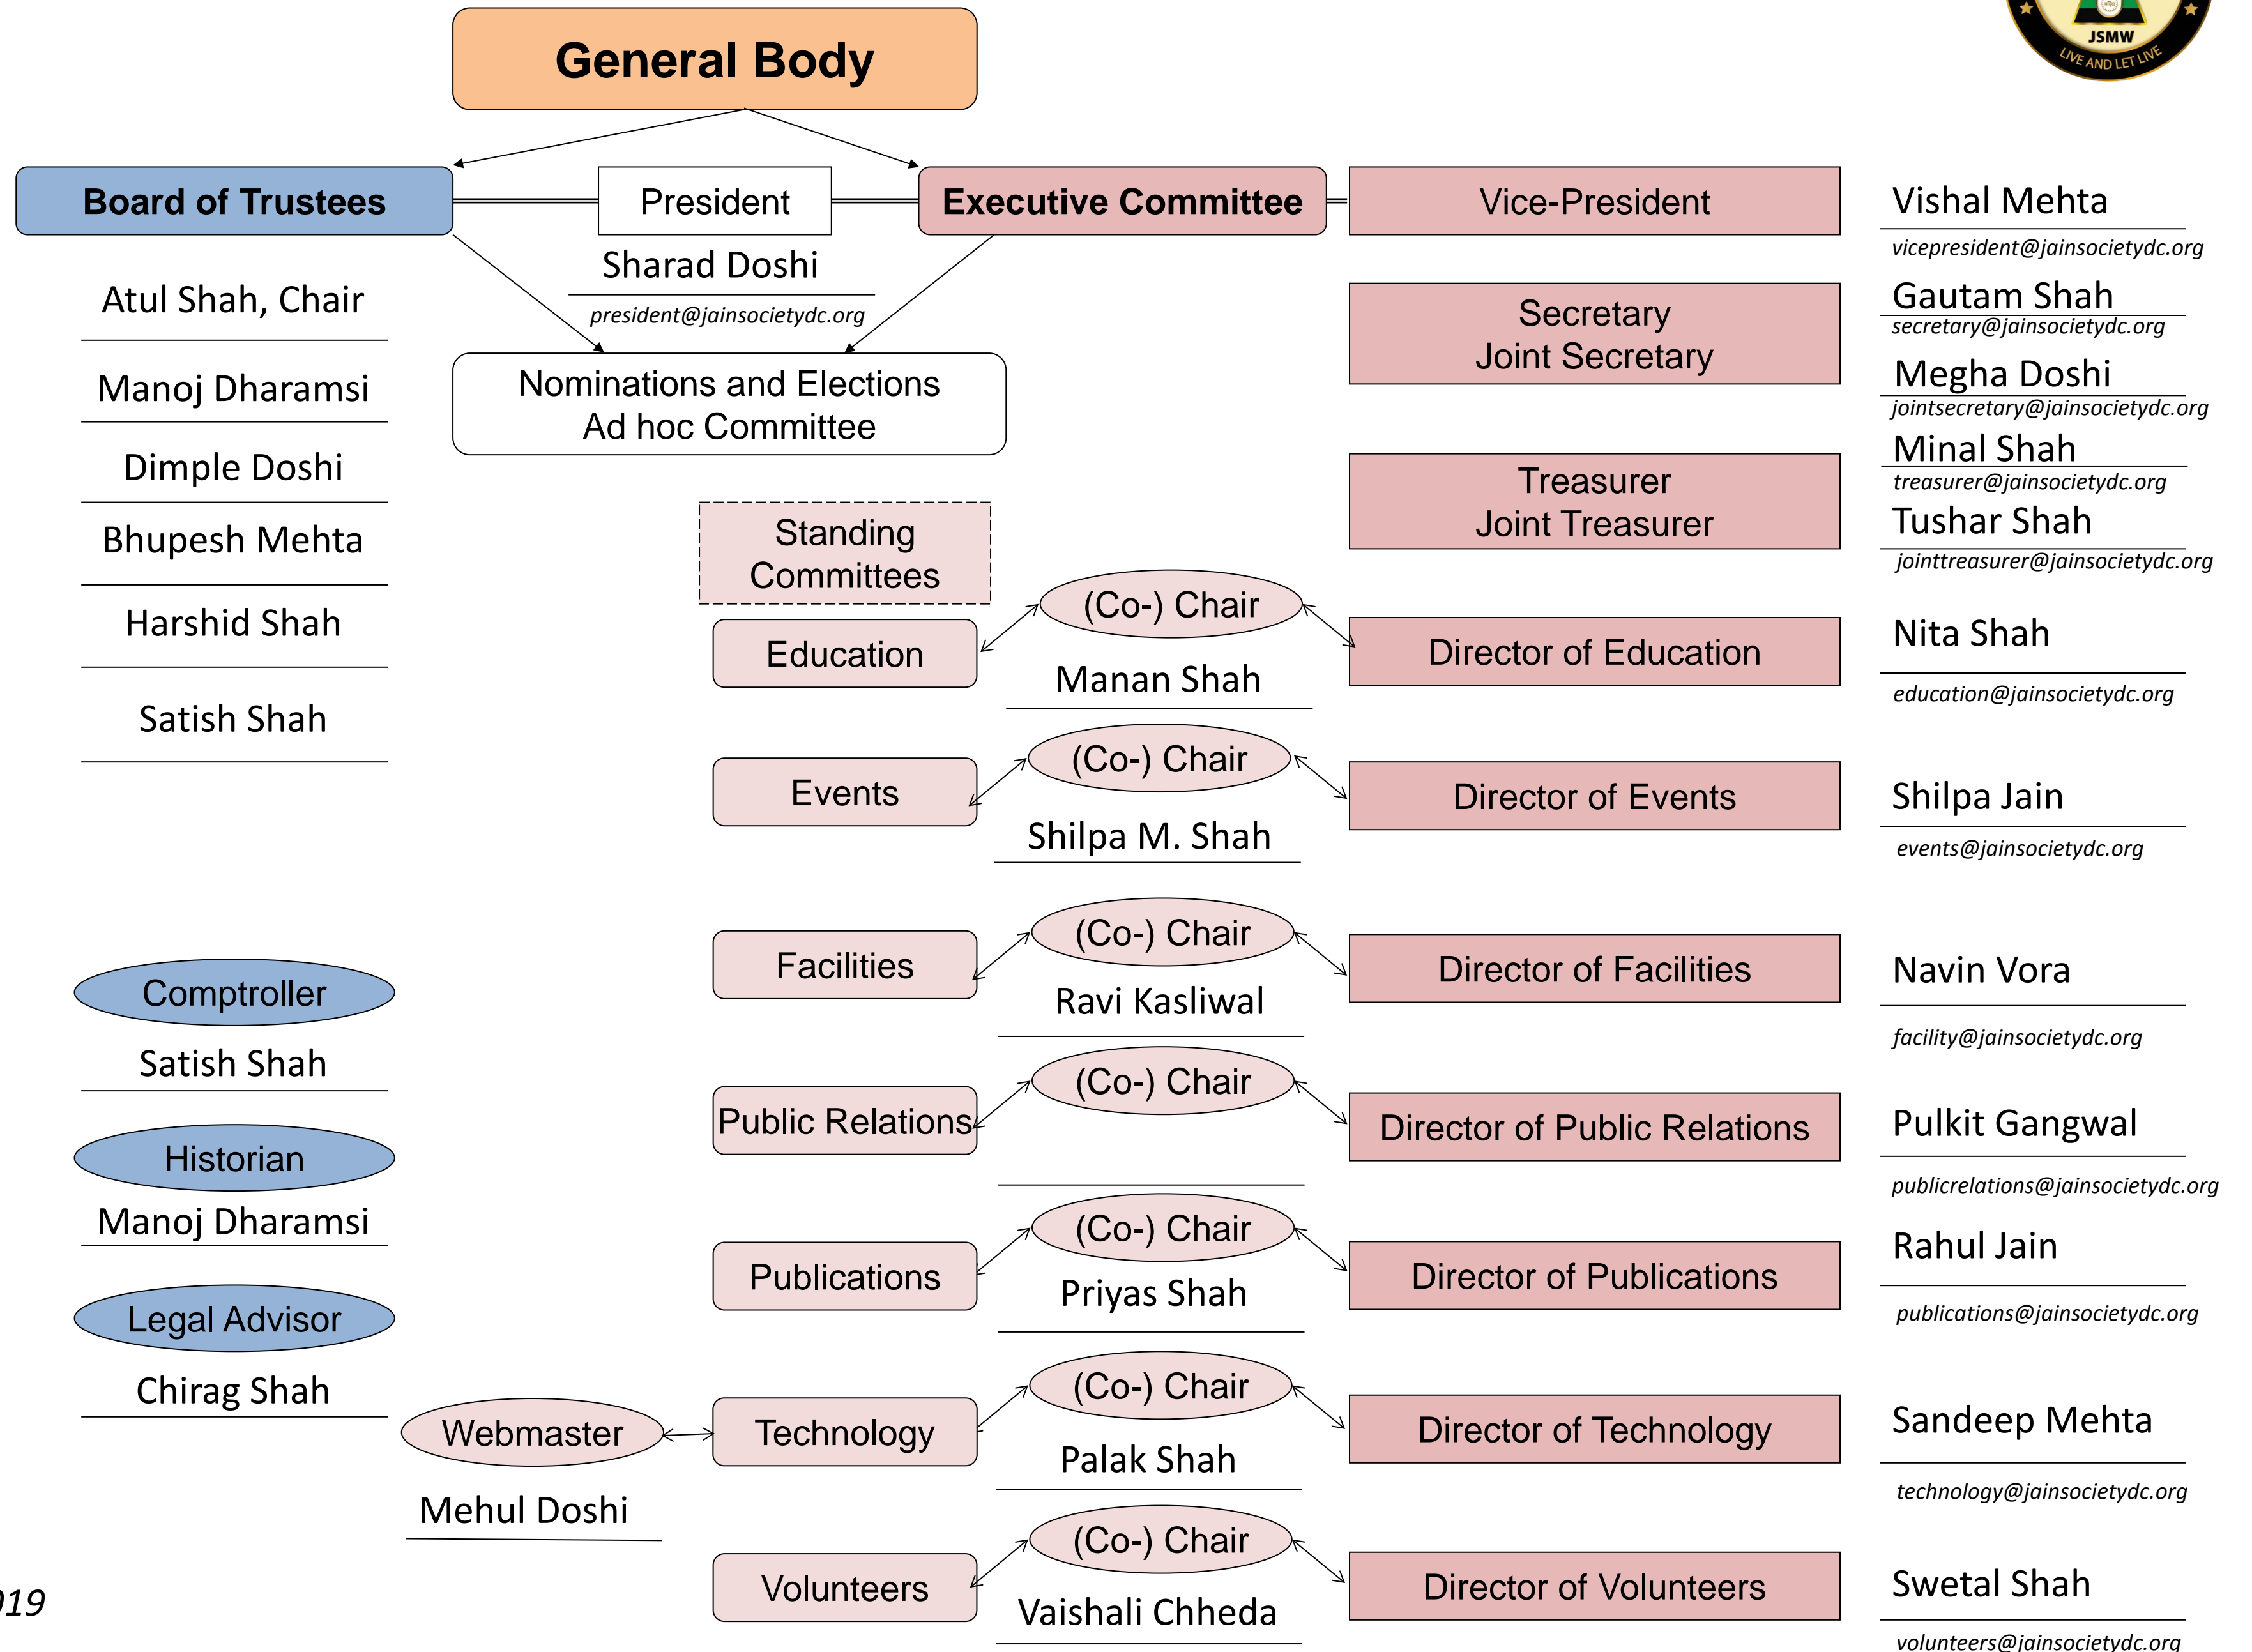 General Body
JSMW
LIVE AND LET LIVE
Board of Trustees
President
Executive Committee
Vice-President
Vishal Mehta
vicepresident@jainsocietydc.org
Sharad Doshi
president@jainsocietydc.org
Atul Shah, Chair
Manoj Dharamsi
Dimple Doshi
Bhupesh Mehta
Harshid Shah
Satish Shah
Nominations and Elections
Ad hoc Committee
Secretary
Joint Secretary
Gautam Shah
secretary@jainsocietydc.org
Megha Doshi
jointsecretary@jainsocietydc.org
Treasurer
Joint Treasurer
Minal Shah
treasurer@jainsocietydc.org
Tushar Shah
jointtreasurer@jainsocietydc.org
Standing
Committees
Education
(Co-) Chair
Manan Shah
Director of Education
Nita Shah
education@jainsocietydc.org
Events
(Co-) Chair
Shilpa M. Shah
Director of Events
Shilpa Jain
events@jainsocietydc.org
Facilities
(Co-) Chair
Ravi Kasliwal
Director of Facilities
Navin Vora
facility@jainsocietydc.org
Comptroller
Satish Shah
Historian
Manoj Dharamsi
Legal Advisor
Chirag Shah
Public Relations
(Co-) Chair
Director of Public Relations
Pulkit Gangwal
publicrelations@jainsocietydc.org
Publications
(Co-) Chair
Priyas Shah
Director of Publications
Rahul Jain
publications@jainsocietydc.org
Webmaster
Mehul Doshi
Technology
(Co-) Chair
Palak Shah
Director of Technology
Sandeep Mehta
technology@jainsocietydc.org
Volunteers
(Co-) Chair
Vaishali Chheda
Director of Volunteers
Swetal Shah
volunteers@jainsocietydc.org